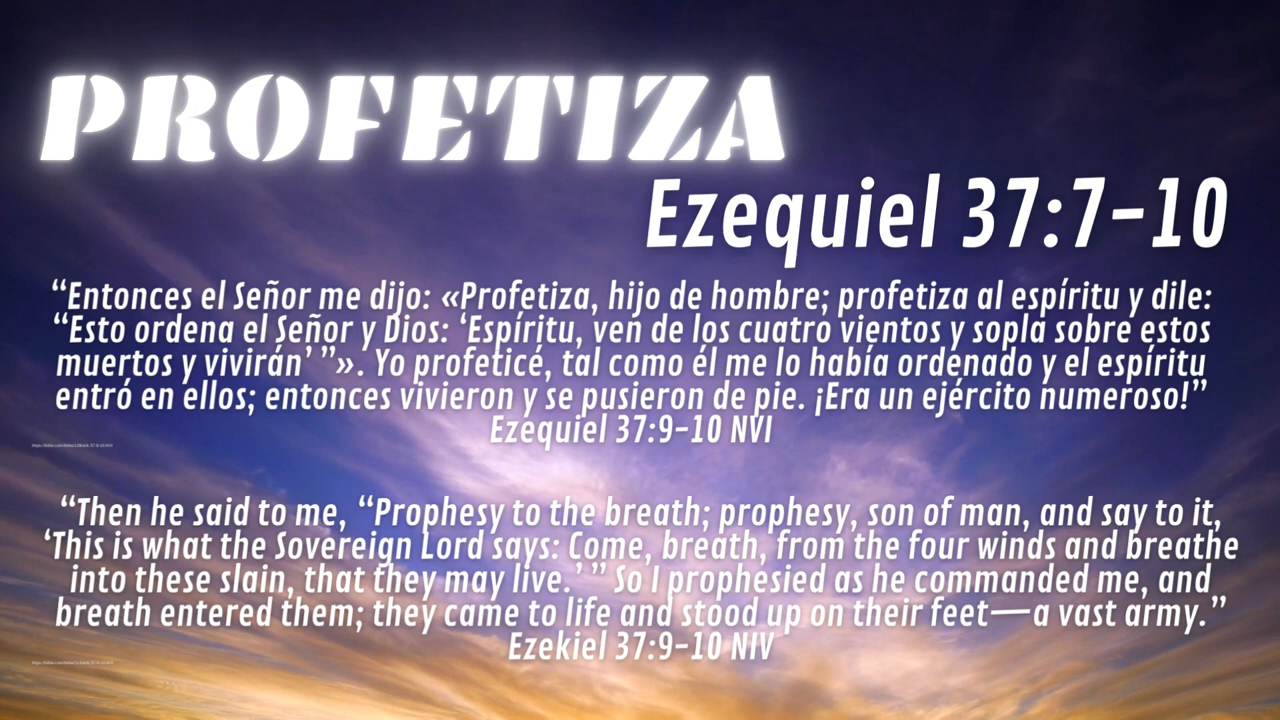 PROFETIZA
Ezequiel 37:7-10
“Entonces el Señor me dijo: «Profetiza, hijo de hombre; profetiza al espíritu y dile:
“Esto ordena el Señor y Dios: ‘Espíritu, ven de los cuatro vientos y sopla sobre estos
muertos y vivirán’ ”». Yo profeticé, tal como él me lo había ordenado y el espíritu
entró en ellos; entonces vivieron y se pusieron de pie. ¡Era un ejército numeroso!”
Ezequiel 37:9-10 NVI
“Then he said to me, “Prophesy to the breath; prophesy, son of man, and say to it,
‘This is what the Sovereign Lord says: Come, breath, from the four winds and breathe
into these slain, that they may live.’ ” So I prophesied as he commanded me, and
breath entered them; they came to life and stood up on their feet—a vast army.”
Ezekiel 37:9-10 NIV